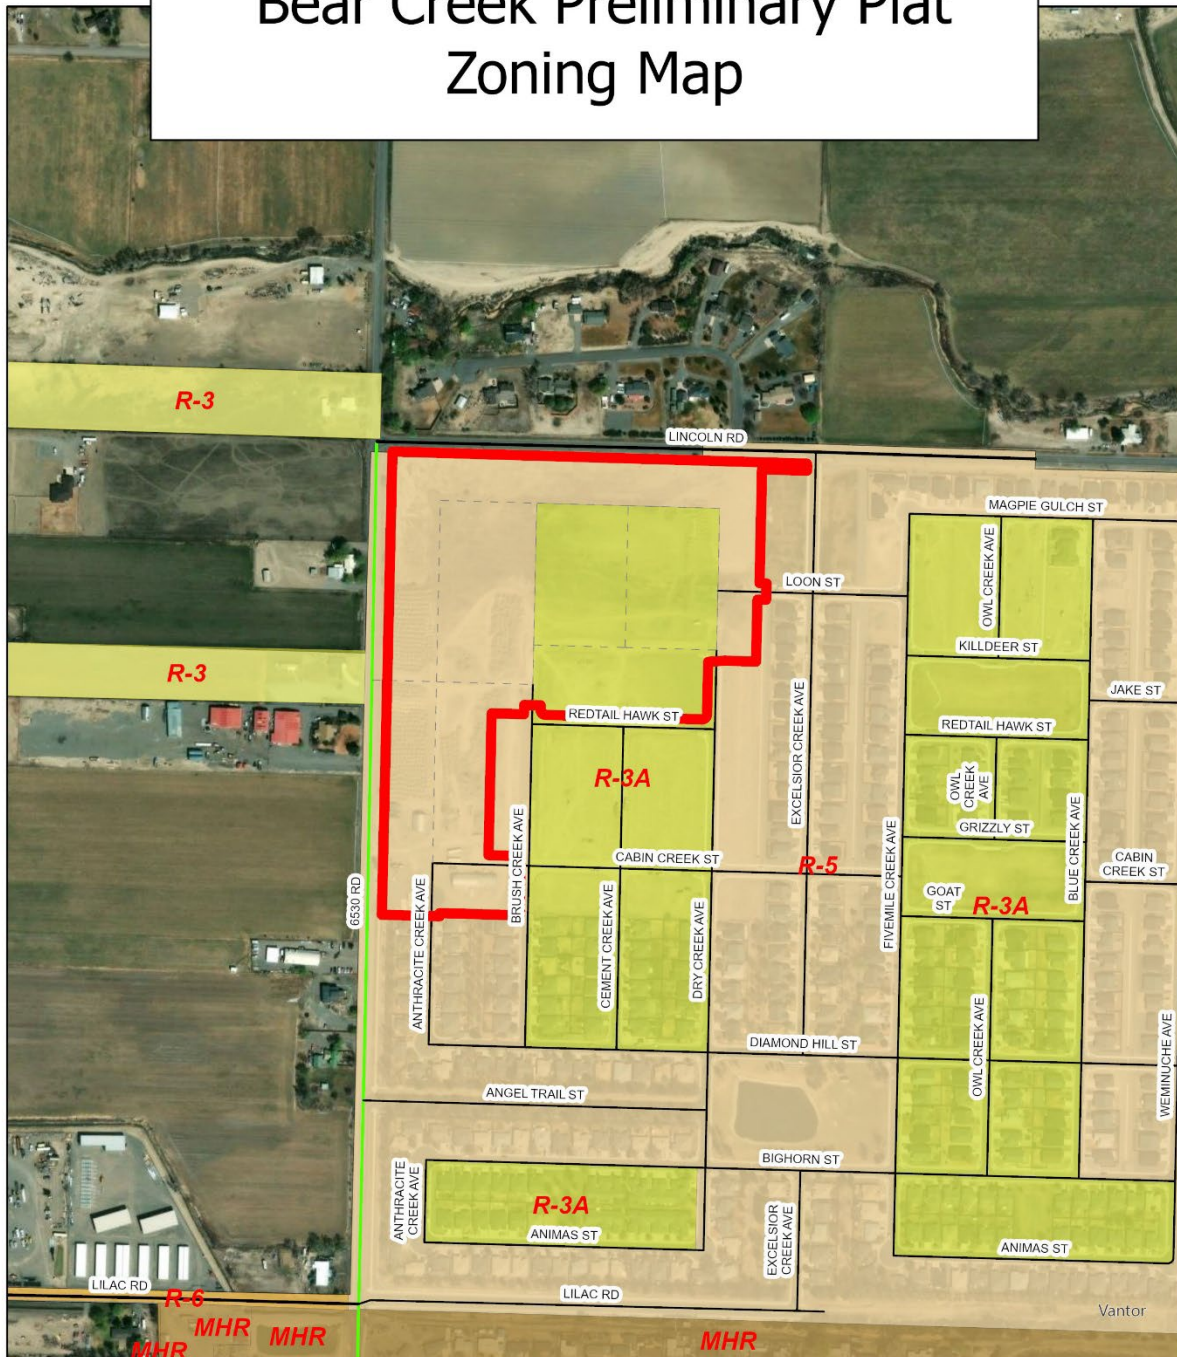 Bear Creek Preliminary Plat
Zoning Map
R-3
LINCOLN RD
MAGPIE GULCH ST
OWL CREEK AVE
LOON ST
KILLDEER ST
R-3
JAKE ST
REDTAIL HAWK ST
EXCELSIOR CREEK AVE
REDTAIL HAWK ST
R-3A
OWL
CREEK
AVE
BLUE CREEK AVE
GRIZZLY ST
BRUSH CREEK AVE
CABIN CREEK ST
R-5
FIVEMILE CREEK AVE
CABIN
CREEK ST
6530 RD
ANTHRACITE CREEK AVE
CEMENT CREEK AVE
DRY CREEK AVE
GOAT
ST
R-3A
DIAMOND HILL ST
OWL CREEK AVE
WEMINUCHE AVE
ANGEL TRAIL ST
BIGHORN ST
ANTHRACITE
CREEK AVE
R-3A
ANIMAS ST
EXCELSIOR
CREEK AVE
ANIMAS ST
LILAC RD
R-6
LILAC RD
Vantor
MHR
MHR
MHR
MHR